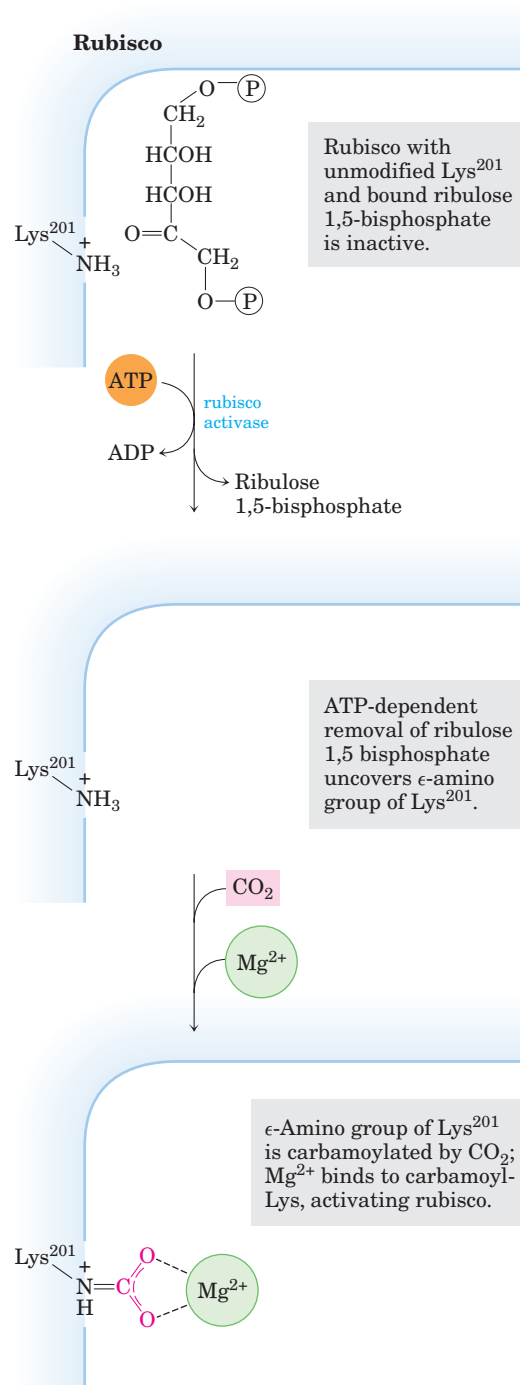 Rubisco
O—Ⓟ
CH₂
HCOH
HCOH
O=C
CH₂
O—Ⓟ
Lys²⁰¹
+
NH₃
Rubisco with
unmodified Lys²⁰¹
and bound ribulose
1,5-bisphosphate
is inactive.
ATP
rubisco
activase
ADP
Ribulose
1,5-bisphosphate
Lys²⁰¹
+
NH₃
ATP-dependent
removal of ribulose
1,5 bisphosphate
uncovers ϵ-amino
group of Lys²⁰¹.
CO₂
Mg²⁺
ϵ-Amino group of Lys²⁰¹
is carbamoylated by CO₂;
Mg²⁺ binds to carbamoyl-
Lys, activating rubisco.
Lys²⁰¹
+
O
N=C
H
Mg²⁺
O